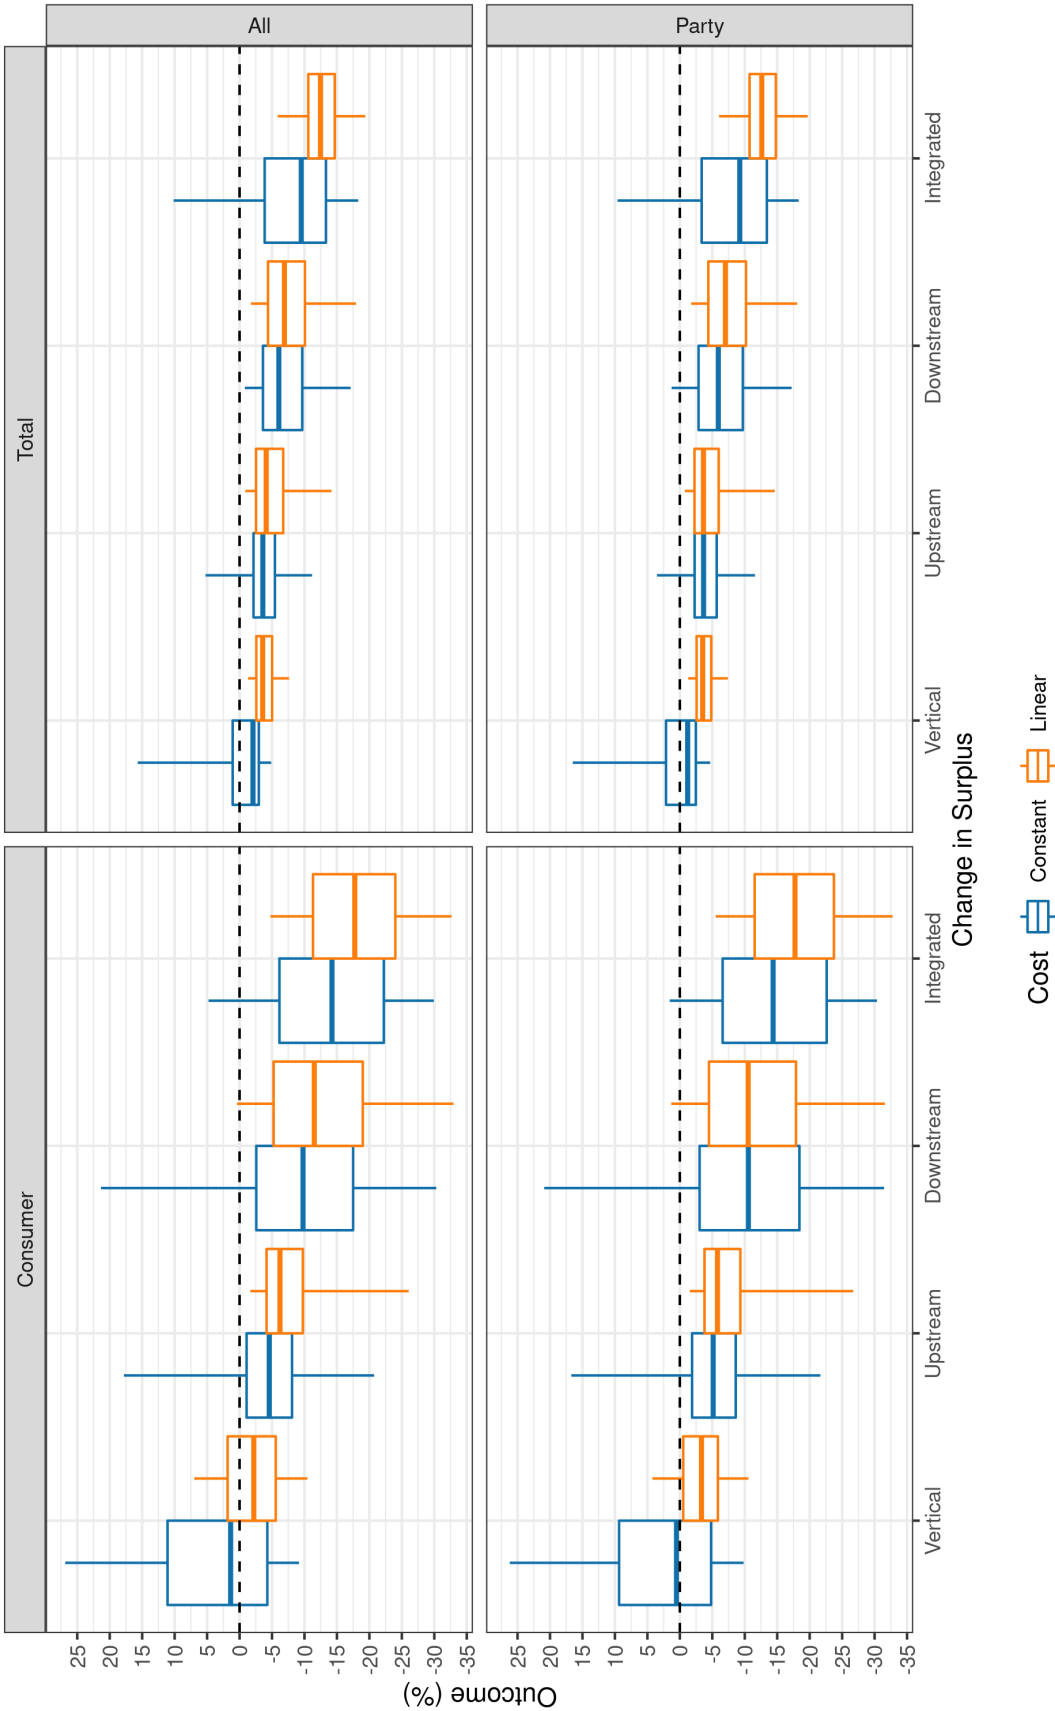 Consumer
Total
All
25
20
15
10
5
0
-5
-10
-15
-20
-25
-30
-35
Party
25
20
15
10
5
0
-5
-10
-15
-20
-25
-30
-35
Outcome (%)
Vertical
Upstream
Downstream
Integrated
Vertical
Upstream
Downstream
Integrated
Change in Surplus
Cost Constant Linear